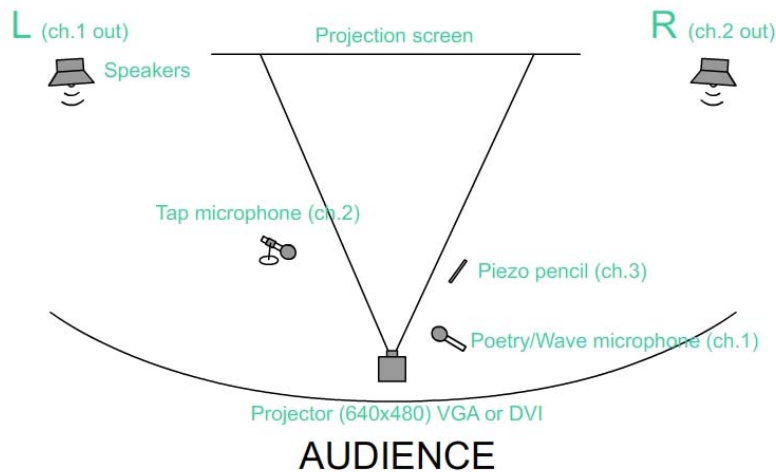 L (ch.1 out)
Projection screen
R (ch.2 out)
Speakers
Tap microphone (ch.2)
Piezo pencil (ch.3)
Poetry/Wave microphone (ch.1)
Projector (640x480) VGA or DVI
AUDIENCE